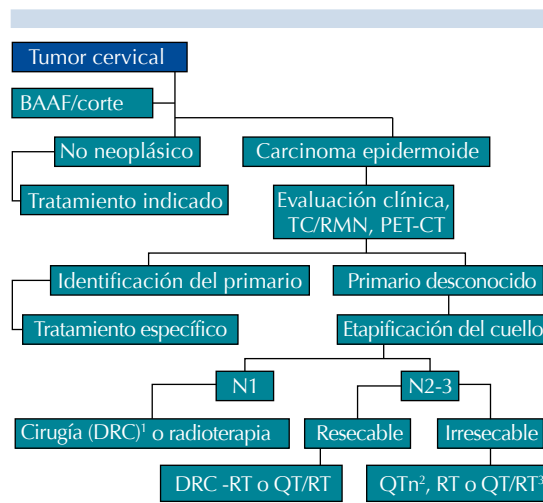 Tumor cervical
BAAF/corte
No neoplásico
Carcinoma epidermoide
Tratamiento indicado
Evaluación clínica,
TC/RMN, PET-CT
Identificación del primario
Primario desconocido
Tratamiento específico
Etapificación del cuello
N1
N2-3
Cirugía (DRC)¹ o radioterapia
Resecable
Irresecable
DRC -RT o QT/RT
QTn², RT o QT/RT³